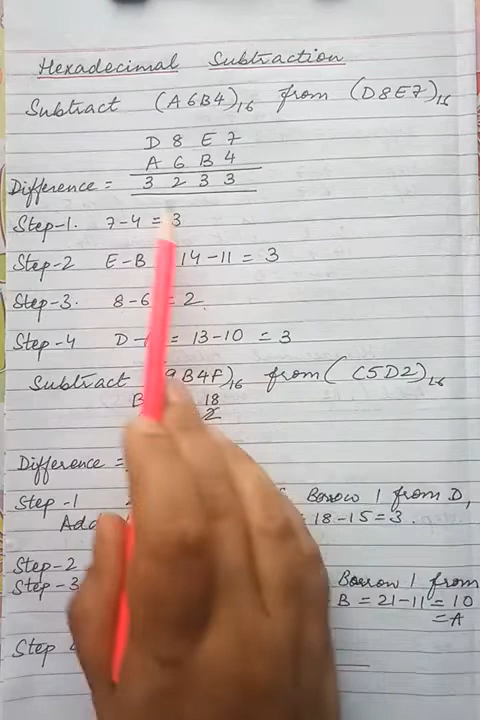 Hexadecimal Subtraction
Subtract (A6B4)16 from (D8E7)16
D 8 E 7
A 6 B 4
Difference = 3 2 3 3
Step-1. 7-4 = 3
Step-2 E-B 14-11 = 3
Step-3. 8-6 = 2
Step-4 D- = 13-10 = 3
Subtract (9B4F)16 from (C5D2)16
B 18
2
Difference =
Step-1 Borrow 1 from D,
Add 18-15=3.
Step-2
Step-3 Borrow 1 from
B = 21-11 = 10
=A
Step